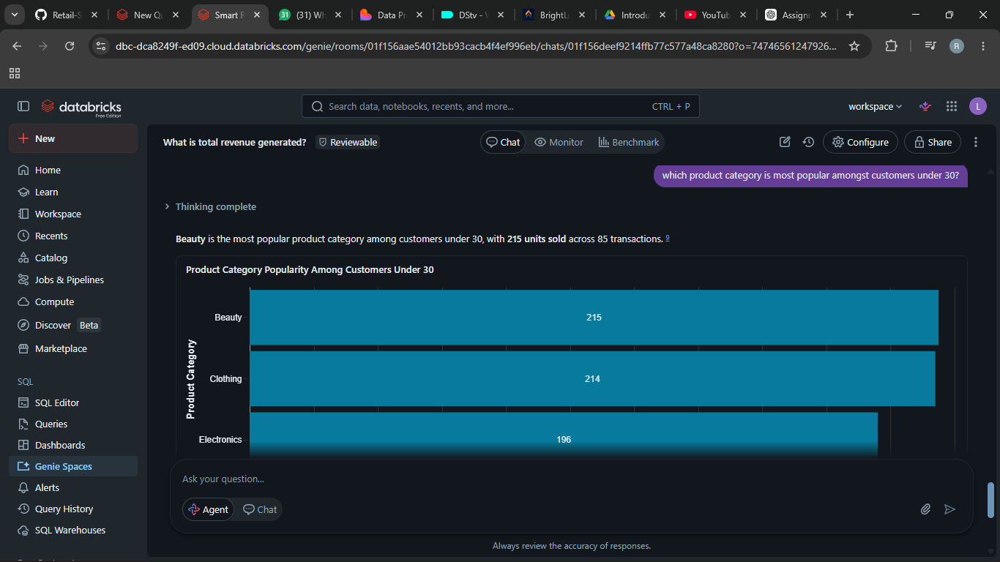 Retail-S
New Qu
Smart R
(31) Wh
Data Pr
DStv - V
BrightL
Introdu
YouTub
Assignm
dbc-dca8249f-ed09.cloud.databricks.com/genie/rooms/01f156aae54012bb93cacb4f4ef996eb/chats/01f156deef9214ffb77c577a48ca8280?o=74746561247926...
R
databricks
Free Edition
Search data, notebooks, recents, and more...
CTRL + P
workspace
L
New
Home
Learn
Workspace
Recents
Catalog
Jobs & Pipelines
Compute
Discover Beta
Marketplace
SQL
SQL Editor
Queries
Dashboards
Genie Spaces
Alerts
Query History
SQL Warehouses
What is total revenue generated? Reviewable
Chat Monitor Benchmark
Configure Share
which product category is most popular amongst customers under 30?
Thinking complete
Beauty is the most popular product category among customers under 30, with 215 units sold across 85 transactions. 9
Product Category Popularity Among Customers Under 30
Product Category
Beauty 215
Clothing 214
Electronics 196
Ask your question...
Agent Chat
Always review the accuracy of responses.